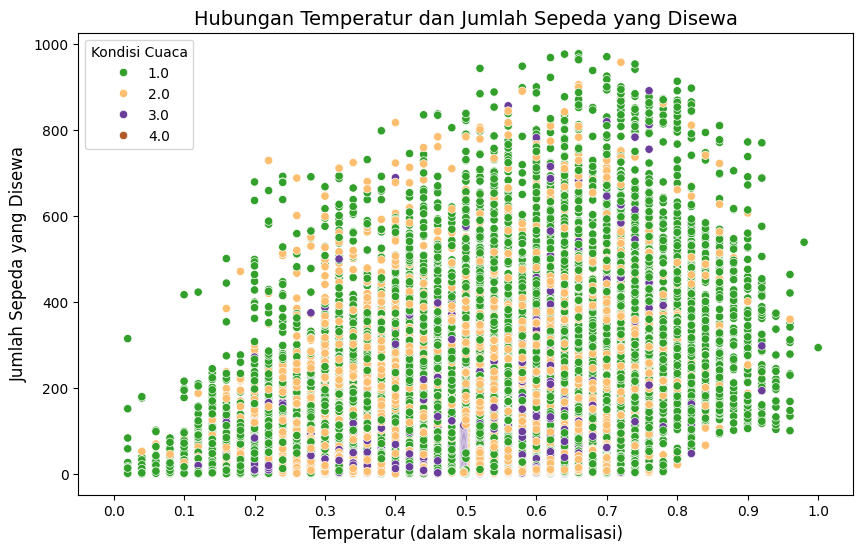 Hubungan Temperatur dan Jumlah Sepeda yang Disewa
Kondisi Cuaca
1.0
2.0
3.0
4.0
Jumlah Sepeda yang Disewa
1000
800
600
400
200
0
0.0 0.1 0.2 0.3 0.4 0.5 0.6 0.7 0.8 0.9 1.0
Temperatur (dalam skala normalisasi)